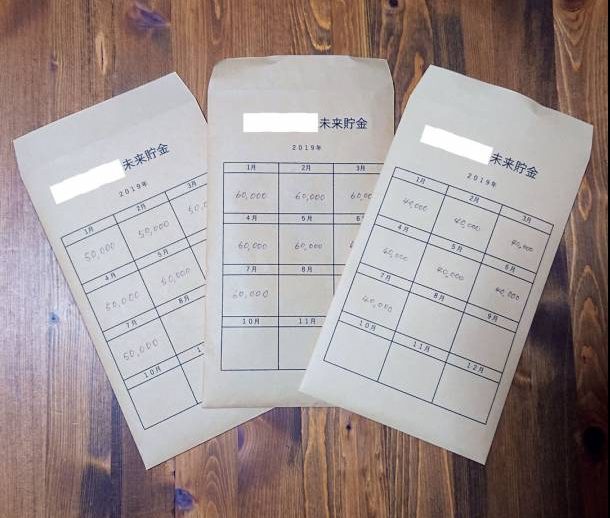 未来貯金
2019年
1月 2月 3月
50,000 50,000 50,0
4月 5月
50,000 50,000
7月 8月
50,000
10月 1
未来貯金
2019年
1月 2月 3月
60,000 60,000 60,00
4月 5月 6
60,000 60,000
7月 8月
60,000
10月 11月
未来貯金
2019年
1月 2月 3月
40,000 40,000 40,000
4月 5月 6月
40,000 40,000 40,000
7月 8月 9月
40,000
10月 11月 12月